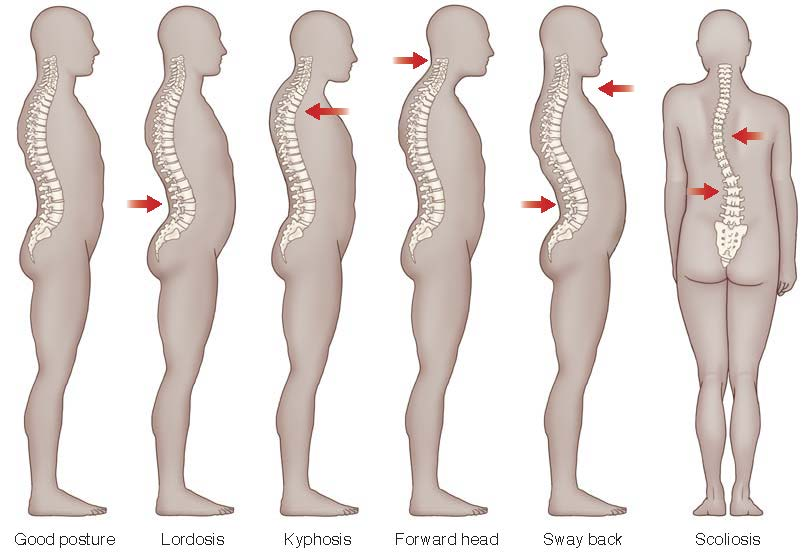 Good posture
Lordosis
Kyphosis
Forward head
Sway back
Scoliosis